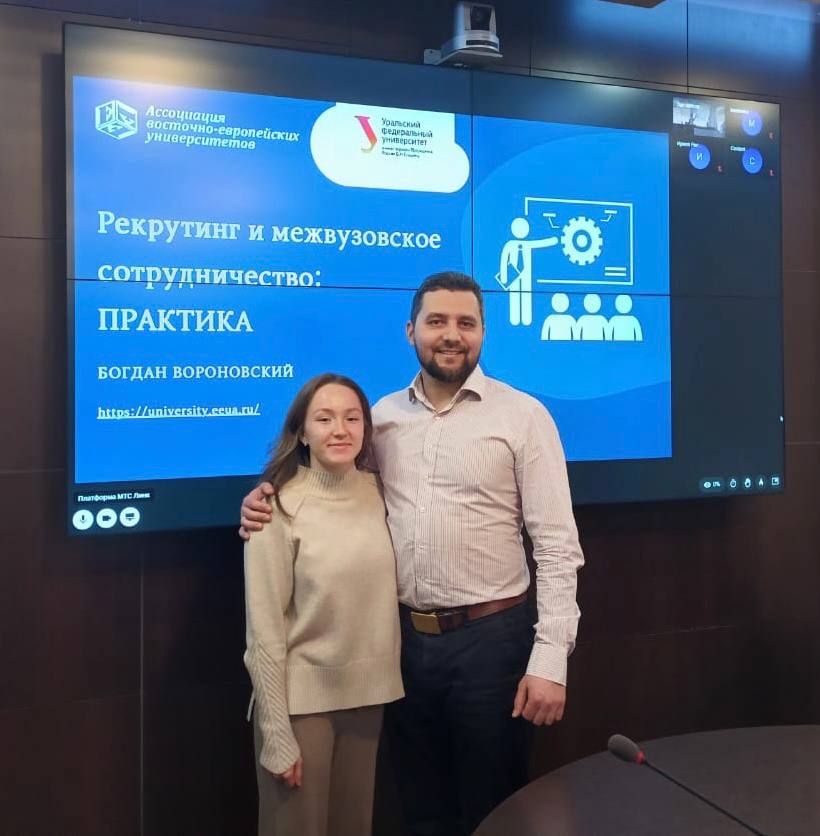 Ассоциация
восточно-европейских
университетов
Уральский
федеральный
университет
Рекрутинг и межвузовское
сотрудничество:
ПРАКТИКА
БОГДАН ВОРОНОВСКИЙ
https://university.eeua.ru/
Платформа МТС Линк
М
И
С
0%